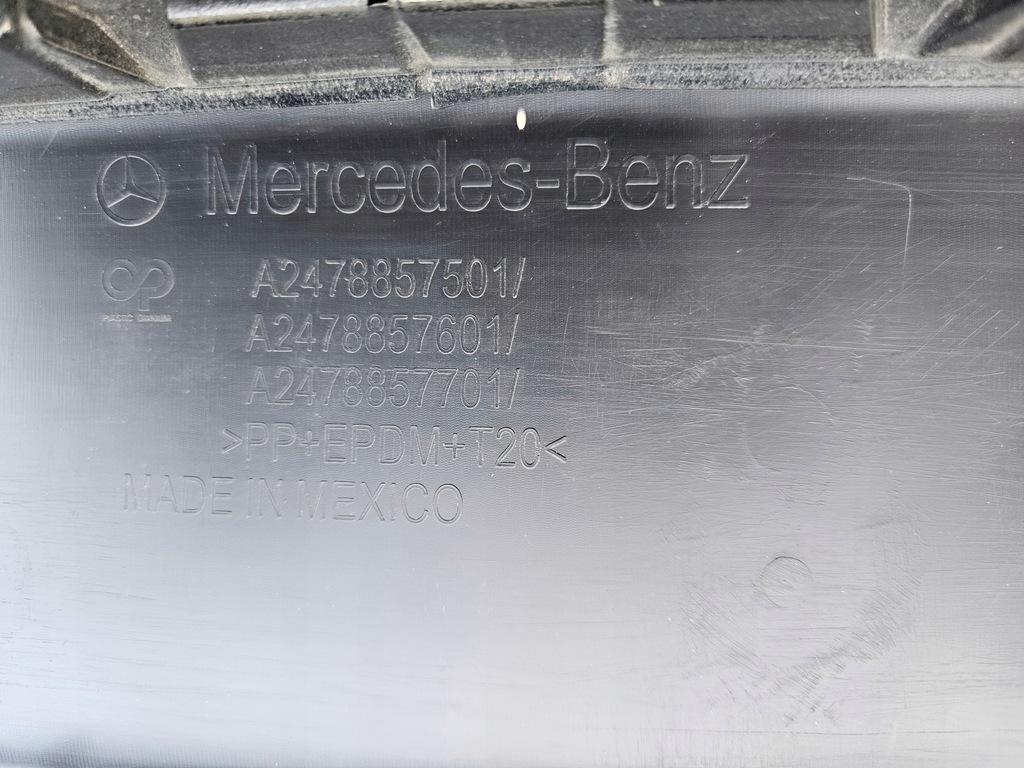 Mercedes-Benz
A2478857501/
A2478857601/
A2478857701/
>PP+EPDM+T20<
MADE IN MEXICO